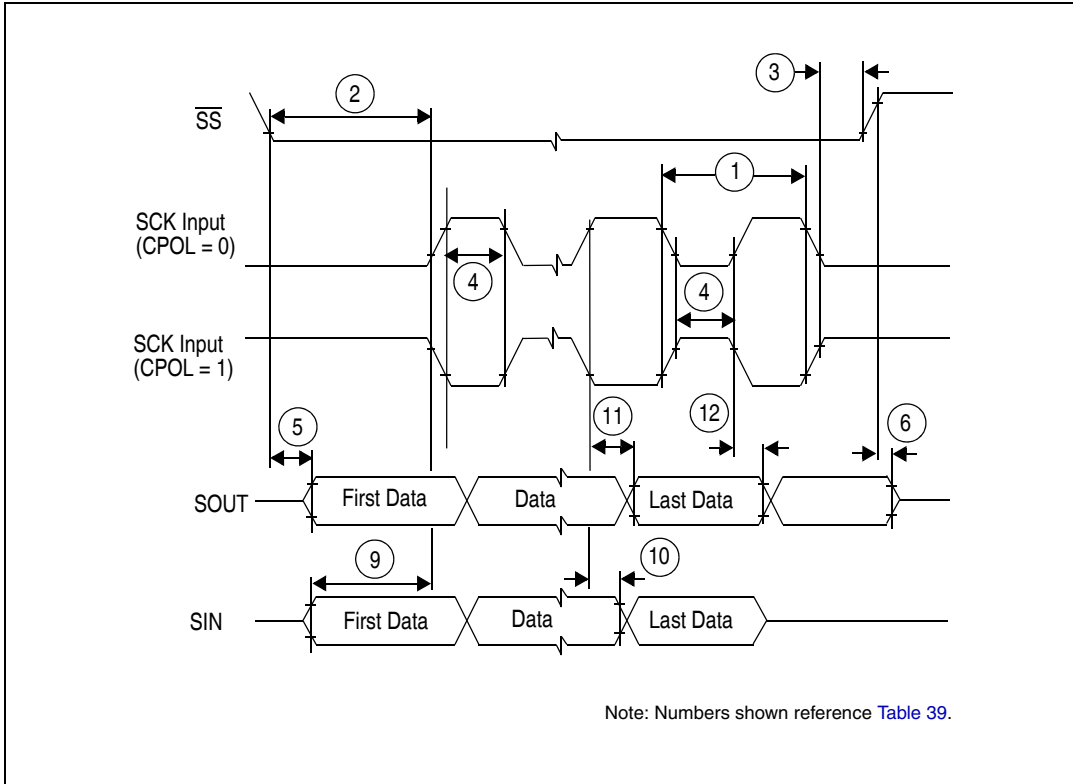 3
2
SS
1
SCK Input
(CPOL = 0)
4
4
SCK Input
(CPOL = 1)
11
12
5
6
SOUT
First Data
Data
Last Data
9
10
SIN
First Data
Data
Last Data
Note: Numbers shown reference Table 39.